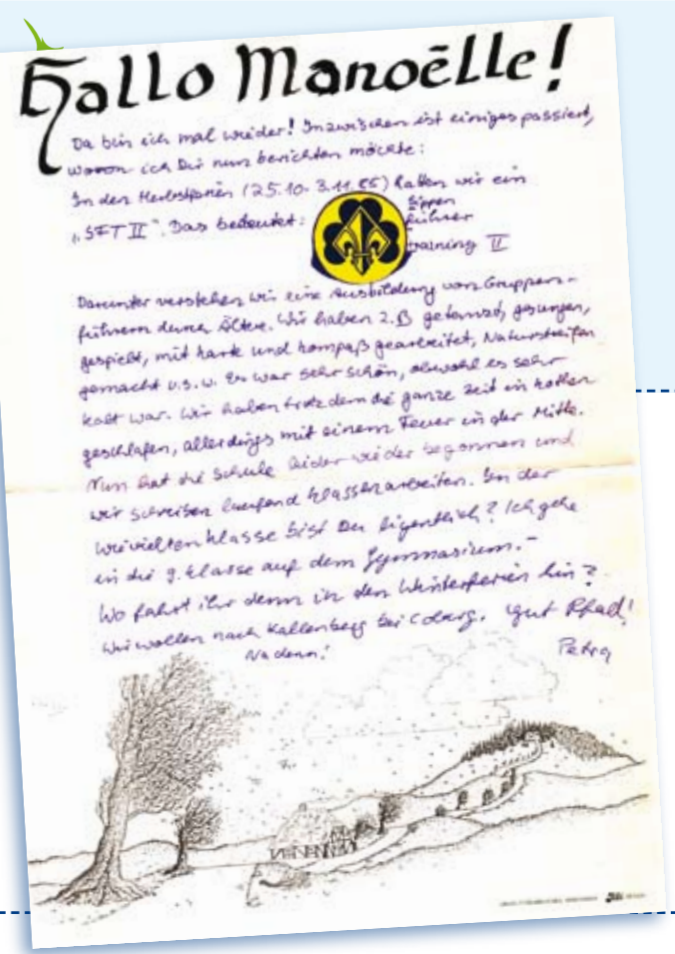 Hallo Manoëlle!
Da bin ich mal wieder! Inzwischen ist einiges passiert,
wovon ich Dir nun berichten möchte:
In den Herbstferien (25.10-3.11.85) hatten wir ein
„SFT II". Das bedeutet: Sippen
führer
training II
Darunter verstehen wir eine Ausbildung von Gruppen-
führern durch Ältere. Wir haben z.B getanzt, gesungen,
gespielt, mit Karte und Kompaß gearbeitet, Naturstreifen
gemacht u.s.w. Es war sehr schön, obwohl es sehr
kalt war. Wir haben trotzdem die ganze Zeit in Kothen
geschlafen, allerdings mit einem Feuer in der Mitte.
Nun hat die Schule leider wieder begonnen und
wir schreiben laufend Klassenarbeiten. In der
wievielten Klasse bist Du eigentlich? Ich gehe
in die 9. Klasse auf dem Gymnasium.-
Wo fahrt ihr denn in den Winterferien hin?
Wir wollen nach Kallenberg bei Coburg. Gut Pfad!
Na denn! Petra